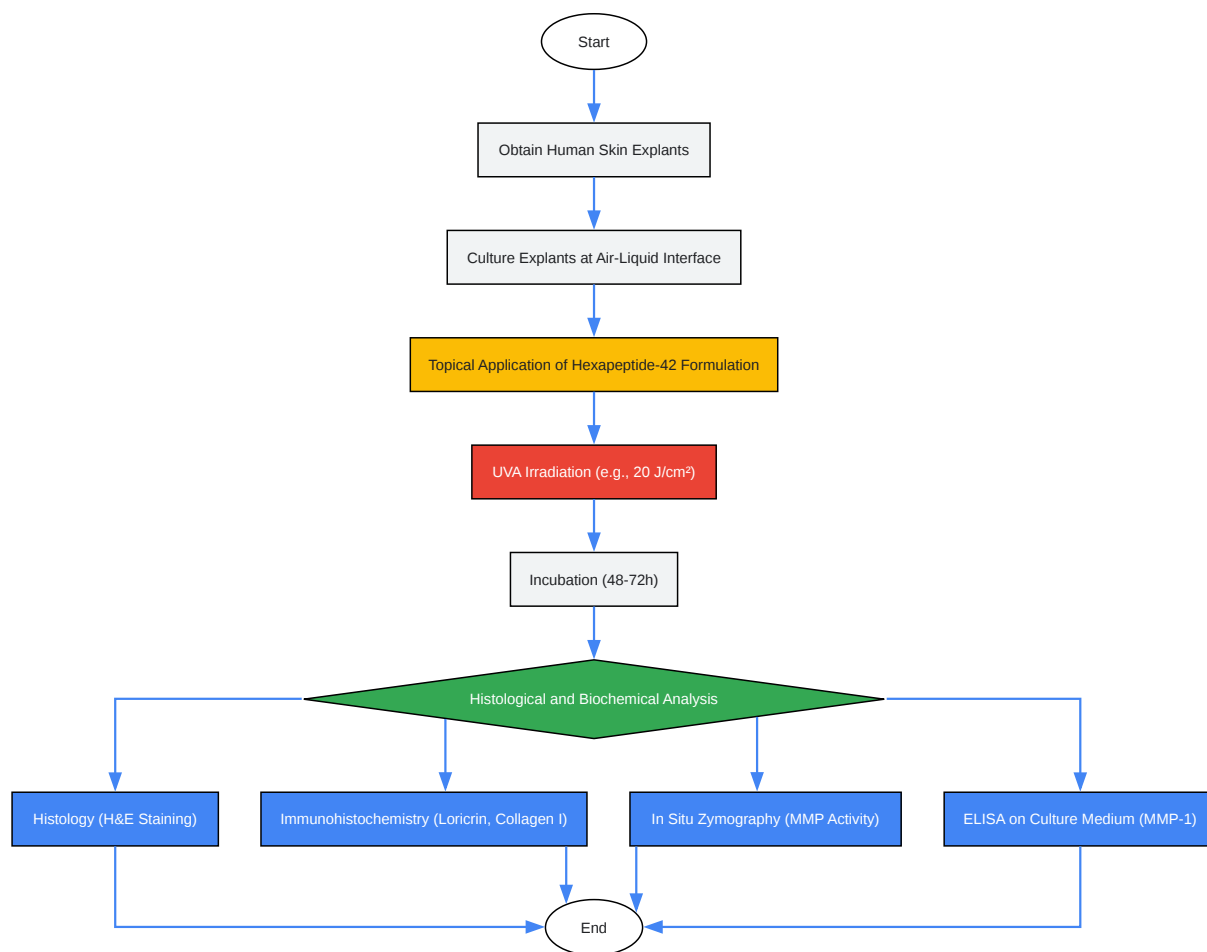 Start
Obtain Human Skin Explants
Culture Explants at Air-Liquid Interface
Topical Application of Hexapeptide-42 Formulation
UVA Irradiation (e.g., 20 J/cm²)
Incubation (48-72h)
Histological and Biochemical Analysis
Histology (H&E Staining)
Immunohistochemistry (Loricrin, Collagen I)
In Situ Zymography (MMP Activity)
ELISA on Culture Medium (MMP-1)
End